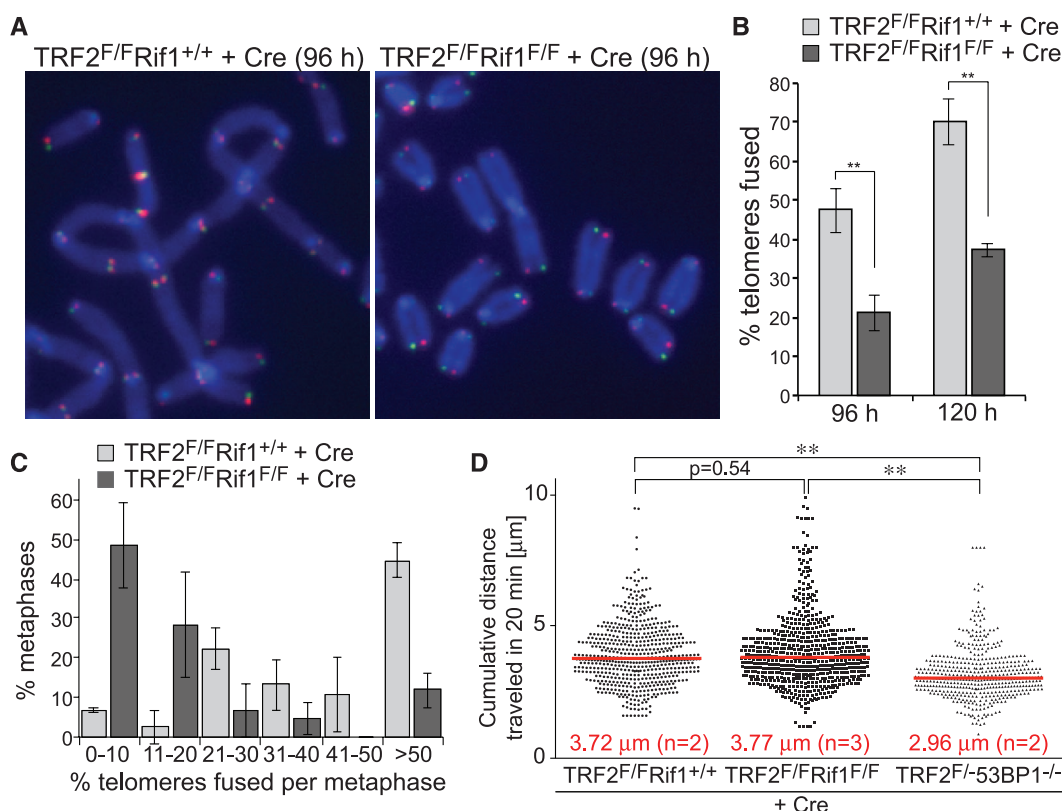 A
TRF2F/FRif1+/+ + Cre (96 h)
TRF2F/FRif1F/F + Cre (96 h)
B
TRF2F/FRif1+/+ + Cre
TRF2F/FRif1F/F + Cre
% telomeres fused
80
70
60
50
40
30
20
10
0
**
**
96 h
120 h
C
TRF2F/FRif1+/+ + Cre
TRF2F/FRif1F/F + Cre
% metaphases
60
50
40
30
20
10
0
0-10
11-20
21-30
31-40
41-50
>50
% telomeres fused per metaphase
D
**
p=0.54
**
Cumulative distance
traveled in 20 min [μm]
10
5
0
3.72 μm (n=2)
3.77 μm (n=3)
2.96 μm (n=2)
TRF2F/FRif1+/+
TRF2F/FRif1F/F
TRF2F/-53BP1-/-
+ Cre